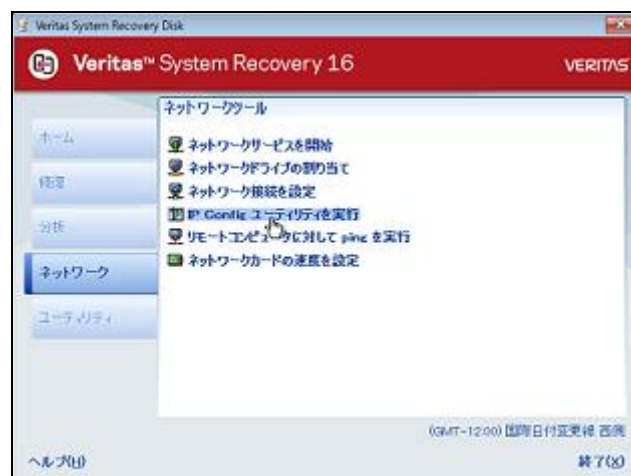 Veritas System Recovery Disk
Veritas™ System Recovery 16
VERITAS
ネットワークツール
ホーム
修復
分析
ネットワーク
ユーティリティ
ネットワークサービスを開始
ネットワークドライブの割り当て
ネットワーク接続を設定
IP Config ユーティリティを実行
リモートコンピュータに対して ping を実行
ネットワークカードの速度を設定
(GMT-12:00) 国際日付変更線 西側
ヘルプ(H)
終了(X)